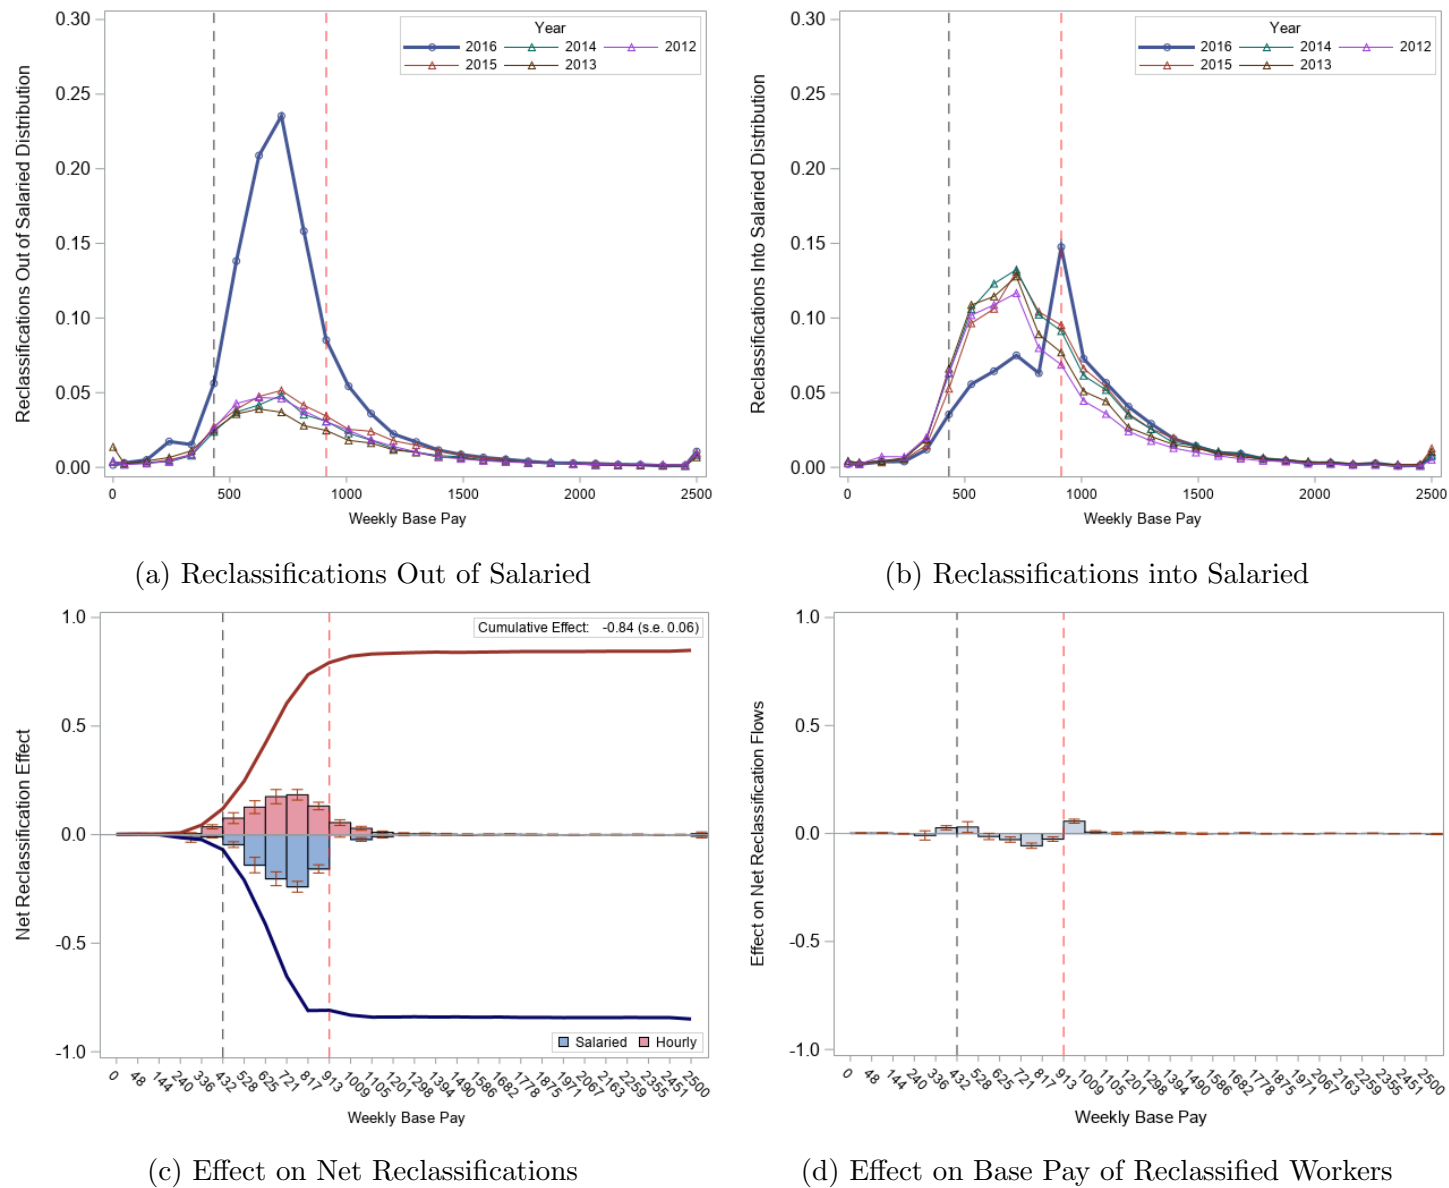 Year
2016 2014 2012
2015 2013
0.30
0.25
0.20
0.15
0.10
0.05
0.00
Reclassifications Out of Salaried Distribution
0 500 1000 1500 2000 2500
Weekly Base Pay
(a) Reclassifications Out of Salaried
Year
2016 2014 2012
2015 2013
0.30
0.25
0.20
0.15
0.10
0.05
0.00
Reclassifications Into Salaried Distribution
0 500 1000 1500 2000 2500
Weekly Base Pay
(b) Reclassifications into Salaried
Cumulative Effect: -0.84 (s.e. 0.06)
1.0
0.5
0.0
-0.5
-1.0
Net Reclassification Effect
Salaried Hourly
0 48 144 240 336 432 528 625 721 817 913 1009 1105 1201 1298 1394 1490 1586 1682 1778 1875 1971 2067 2163 2259 2355 2451 2500
Weekly Base Pay
(c) Effect on Net Reclassifications
1.0
0.5
0.0
-0.5
-1.0
Effect on Net Reclassification Flows
0 48 144 240 336 432 528 625 721 817 913 1009 1105 1201 1298 1394 1490 1586 1682 1778 1875 1971 2067 2163 2259 2355 2451 2500
Weekly Base Pay
(d) Effect on Base Pay of Reclassified Workers